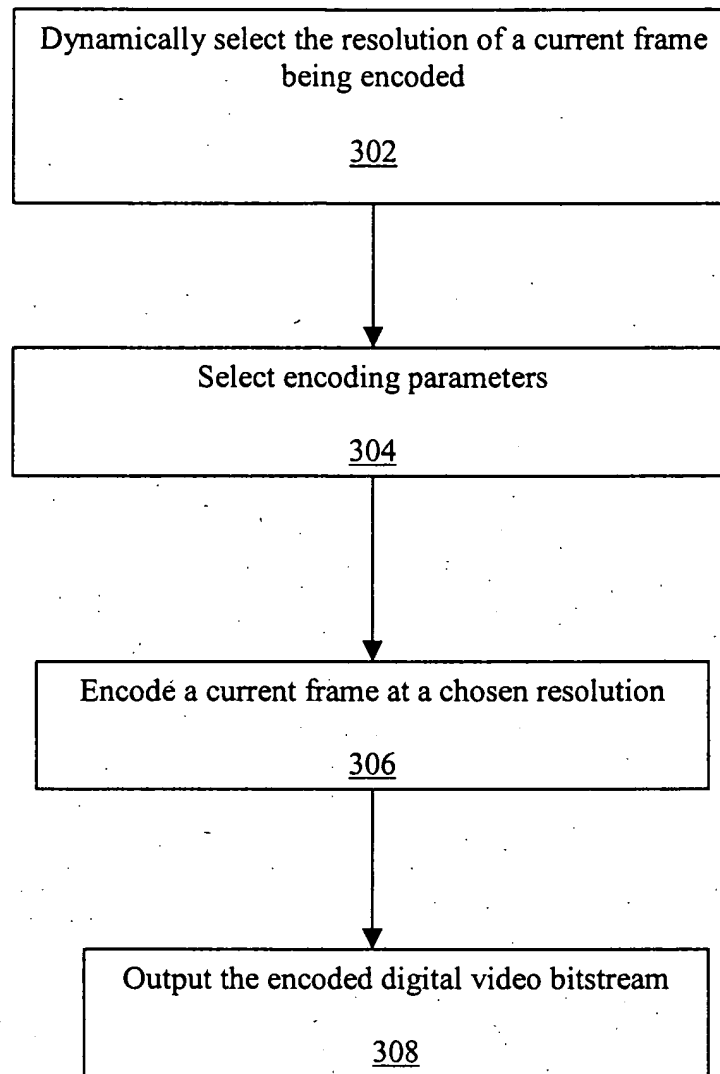 Dynamically select the resolution of a current frame
being encoded
302
Select encoding parameters
304
Encode a current frame at a chosen resolution
306
Output the encoded digital video bitstream
308